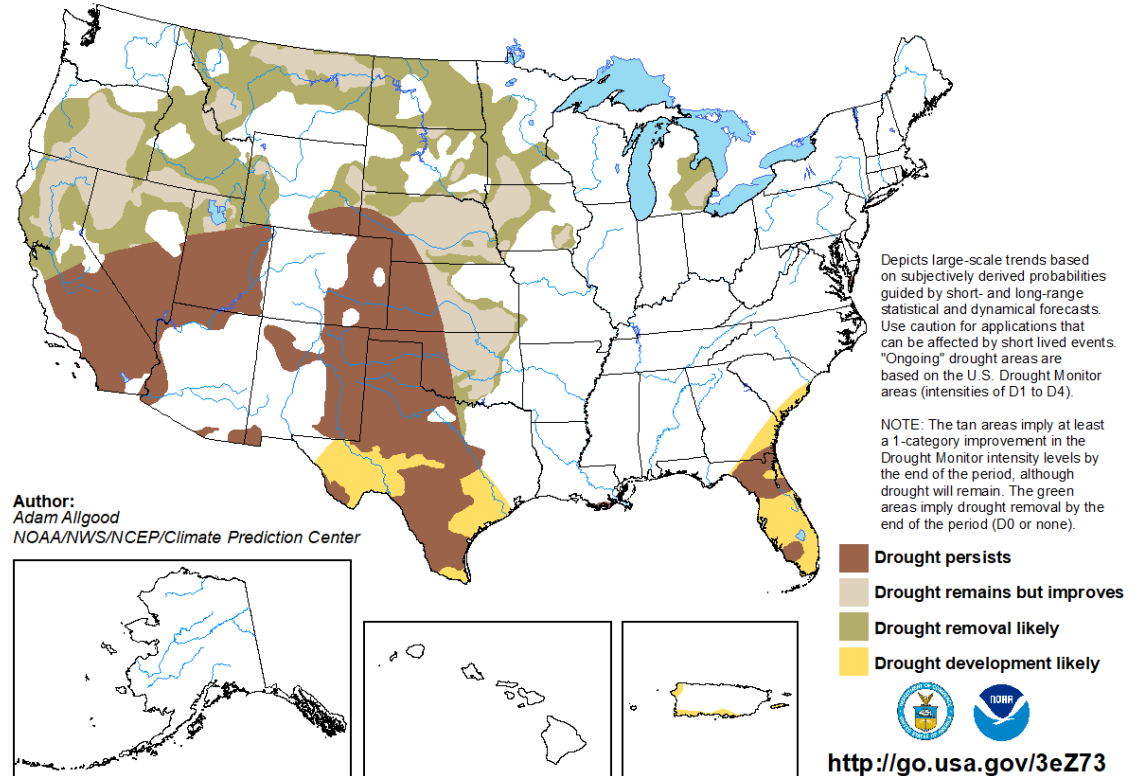 Depicts large-scale trends based
on subjectively derived probabilities
guided by short- and long-range
statistical and dynamical forecasts.
Use caution for applications that
can be affected by short lived events.
"Ongoing" drought areas are
based on the U.S. Drought Monitor
areas (intensities of D1 to D4).
NOTE: The tan areas imply at least
a 1-category improvement in the
Drought Monitor intensity levels by
the end of the period, although
drought will remain. The green
areas imply drought removal by the
end of the period (D0 or none).
Author:
Adam Allgood
NOAA/NWS/NCEP/Climate Prediction Center
Drought persists
Drought remains but improves
Drought removal likely
Drought development likely
NOAA
http://go.usa.gov/3eZ73